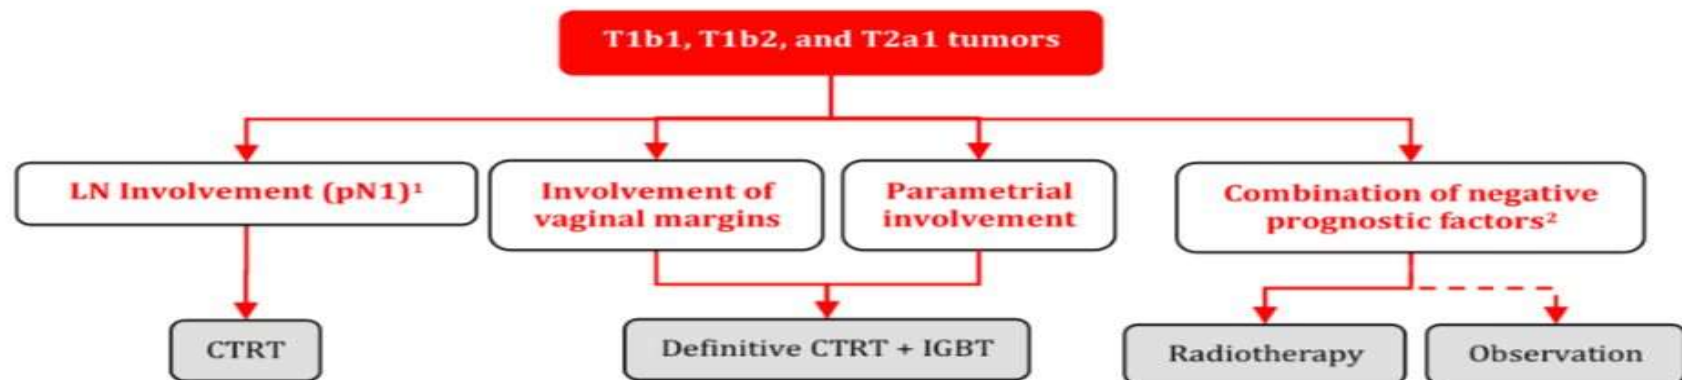 T1b1, T1b2, and T2a1 tumors
LN Involvement (pN1)¹
Involvement of
vaginal margins
Parametrial
involvement
Combination of negative
prognostic factors²
CTRT
Definitive CTRT + IGBT
Radiotherapy
Observation